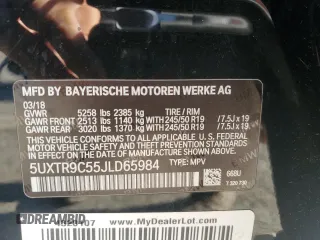 MFD BY BAYERISCHE MOTOREN WERKE AG
03/18
GVWR 5258 lbs 2385 kg TIRE / RIM
GAWR FRONT 2513 lbs 1140 kg 245/50 R19 /7.5J x 19
GAWR REAR 3020 lbs 1370 kg 245/50 R19 /7.5J x 19
THIS VEHICLE CONFORMS TO ALL APPLICABLE U.S. FEDERAL
MOTOR VEHICLE SAFETY, BUMPER AND THEFT PREVENTION
STANDARDS IN EFFECT ON THE DATE OF
MANUFACTURE SHOWN ABOVE.
5UXTR9C55JLD65984 TYPE: MPV
668U
www.MyDealerLot.com